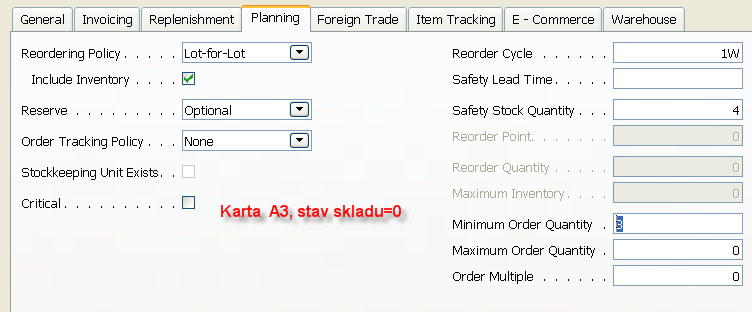 General Invoicing Replenishment Planning Foreign Trade Item Tracking E - Commerce Warehouse
Reordering Policy . . . . . Lot-for-Lot
Include Inventory . . . . .
Reserve . . . . . . . . . Optional
Order Tracking Policy . . . None
Stockkeeping Unit Exists. . .
Critical . . . . . . . . . .
Karta A3, stav skladu=0
Reorder Cycle . . . . . . 1W
Safety Lead Time . . . . .
Safety Stock Quantity . . . 4
Reorder Point. . . . . . . 0
Reorder Quantity . . . . . 0
Maximum Inventory. . . . . 0
Minimum Order Quantity . 3
Maximum Order Quantity . 0
Order Multiple . . . . . . 0